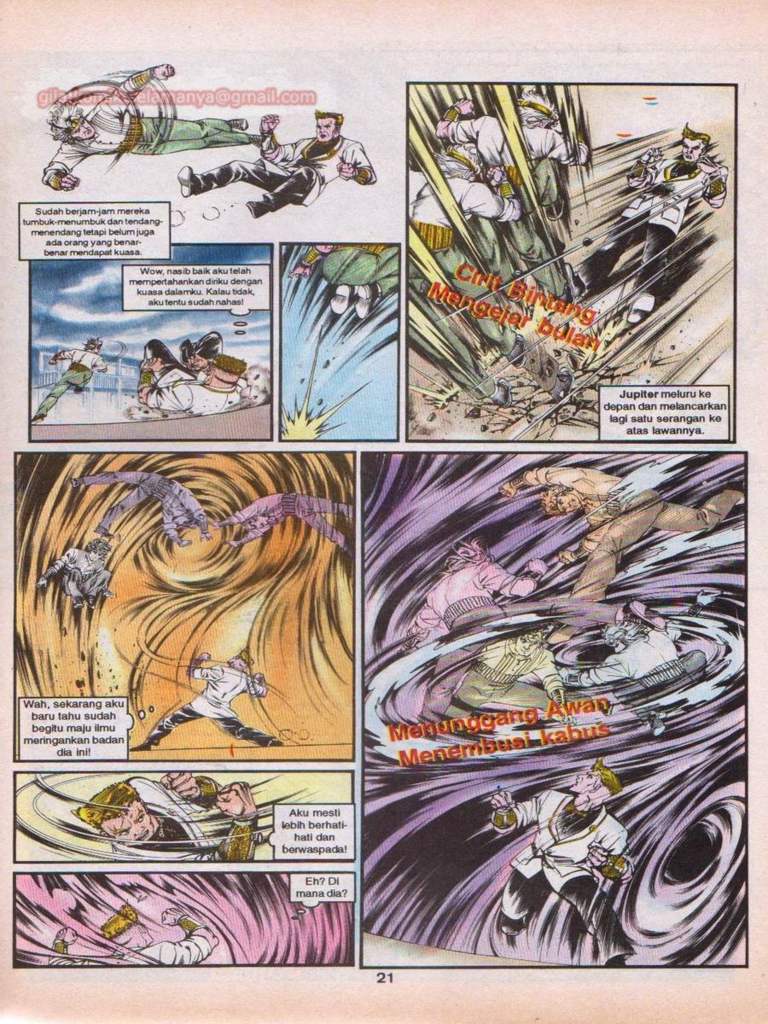 Sudah berjam-jam mereka
tumbuk-menumbuk dan tendang-
menendang tetapi belum juga
ada orang yang benar-
benar mendapat kuasa.
Wow, nasib baik aku telah
mempertahankan diriku dengan
kuasa dalamku. Kalau tidak,
aku tentu sudah nahas!
Cirit Bintang
Mengejar bulan
Jupiter meluru ke
depan dan melancarkan
lagi satu serangan ke
atas lawannya.
Wah, sekarang aku
baru tahu sudah
begitu maju ilmu
meringankan badan
dia ini!
Aku mesti
lebih berhati-
hati dan
berwaspada!
Eh? Di
mana dia?
Menunggang Awan
Menembusi kabus
21